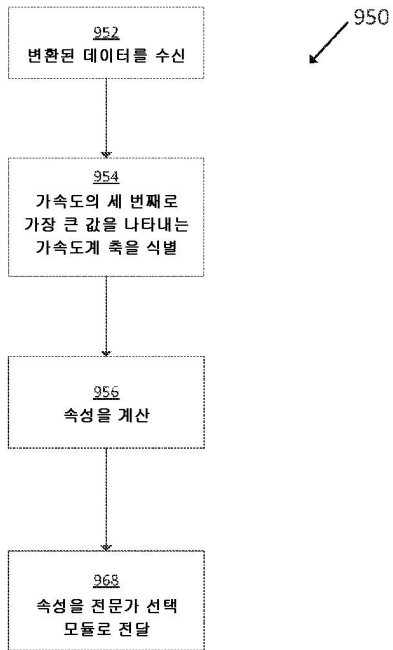 950
952
변환된 데이터를 수신
954
가속도의 세 번째로
가장 큰 값을 나타내는
가속도계 축을 식별
956
속성을 계산
968
속성을 전문가 선택
모듈로 전달